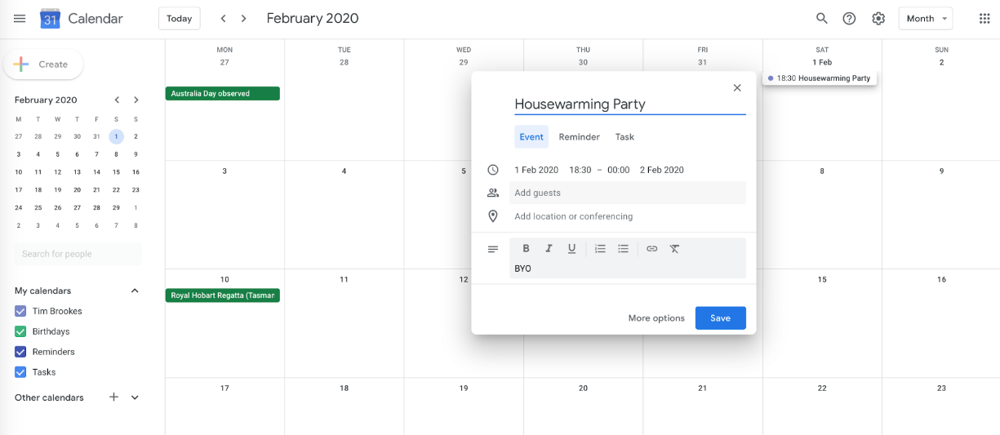 31 Calendar Today February 2020 Month
Create
February 2020
M T W T F S S
27 28 29 30 31 1 2
3 4 5 6 7 8 9
10 11 12 13 14 15 16
17 18 19 20 21 22 23
24 25 26 27 28 29 1
2 3 4 5 6 7 8
Search for people
My calendars
Tim Brookes
Birthdays
Reminders
Tasks
Other calendars
MON TUE WED THU FRI SAT SUN
27 28 29 30 31 1 Feb 2
18:30 Housewarming Party
Australia Day observed
3 4 5 8 9
10 11 12 15 16
Royal Hobart Regatta (Tasmar
17 18 19 20 21 22 23
Housewarming Party
Event Reminder Task
1 Feb 2020 18:30 – 00:00 2 Feb 2020
Add guests
Add location or conferencing
B I U
BYO
More options Save